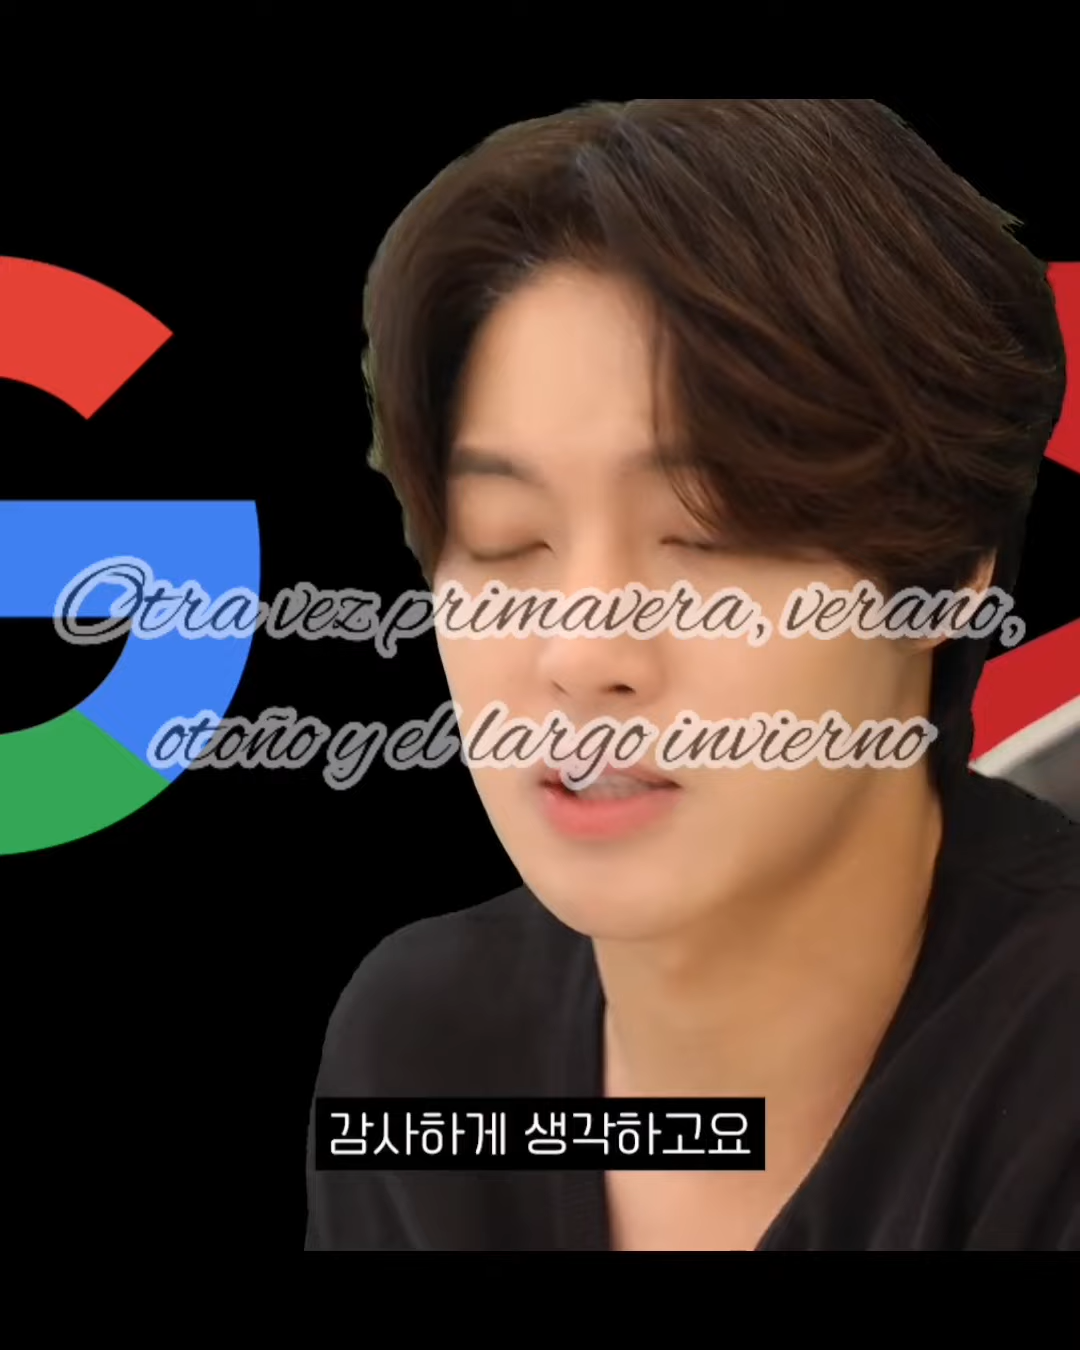 Otra vez primavera, verano,
otoño y el largo invierno
감사하게 생각하고요